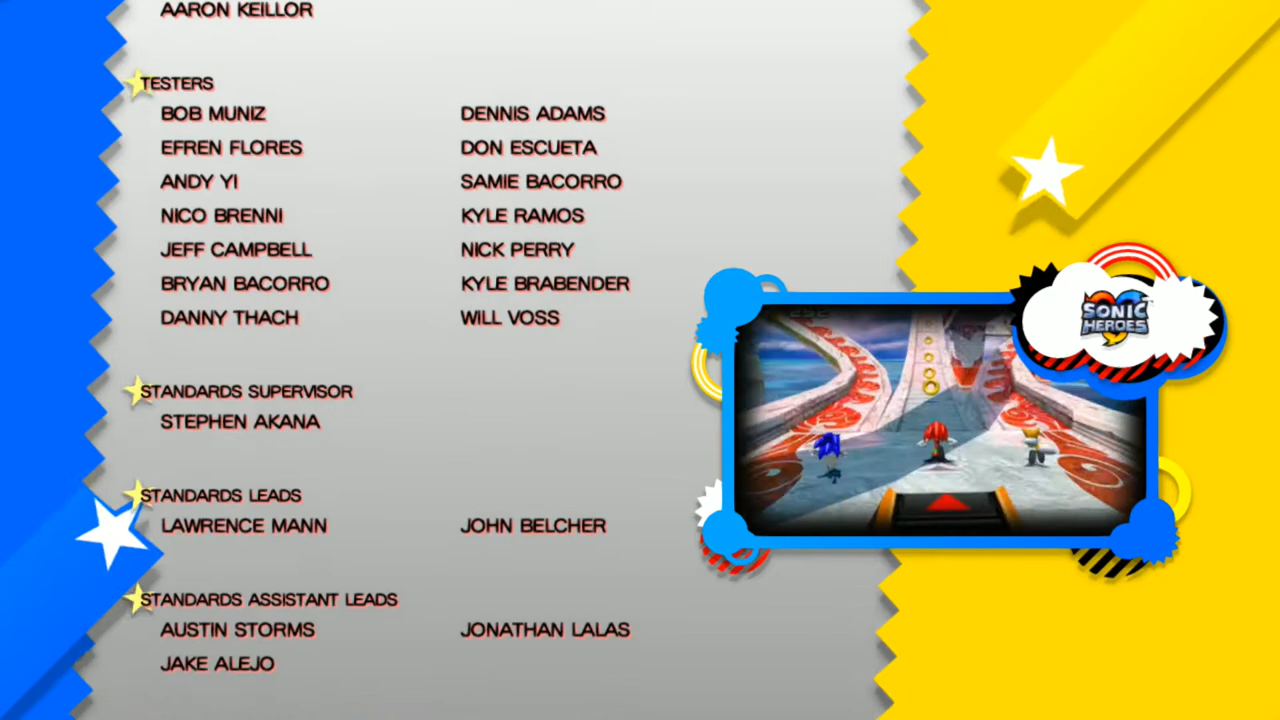 AARON KEILLOR
TESTERS
BOB MUNIZ DENNIS ADAMS
EFREN FLORES DON ESCUETA
ANDY YI SAMIE BACORRO
NICO BRENNI KYLE RAMOS
JEFF CAMPBELL NICK PERRY
BRYAN BACORRO KYLE BRABENDER
DANNY THACH WILL VOSS
STANDARDS SUPERVISOR
STEPHEN AKANA
STANDARDS LEADS
LAWRENCE MANN JOHN BELCHER
STANDARDS ASSISTANT LEADS
AUSTIN STORMS JONATHAN LALAS
JAKE ALEJO
SONIC
HEROES